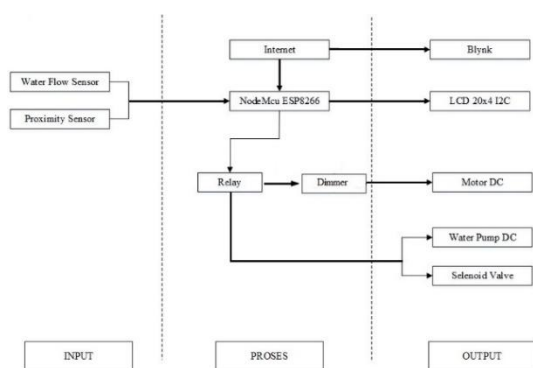 Internet
Blynk
Water Flow Sensor
NodeMcu ESP8266
LCD 20x4 I2C
Proximity Sensor
Relay
Dimmer
Motor DC
Water Pump DC
Selenoid Valve
INPUT
PROSES
OUTPUT